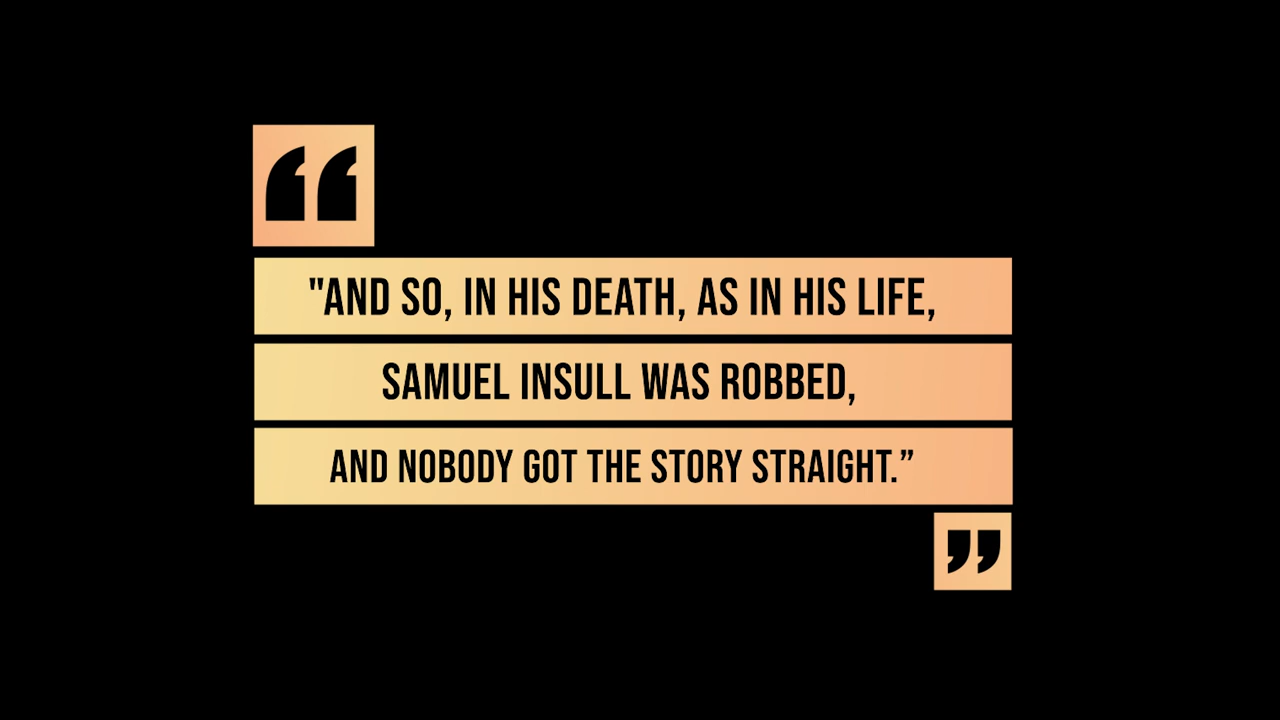 “
"AND SO, IN HIS DEATH, AS IN HIS LIFE,
SAMUEL INSULL WAS ROBBED,
AND NOBODY GOT THE STORY STRAIGHT.”
”